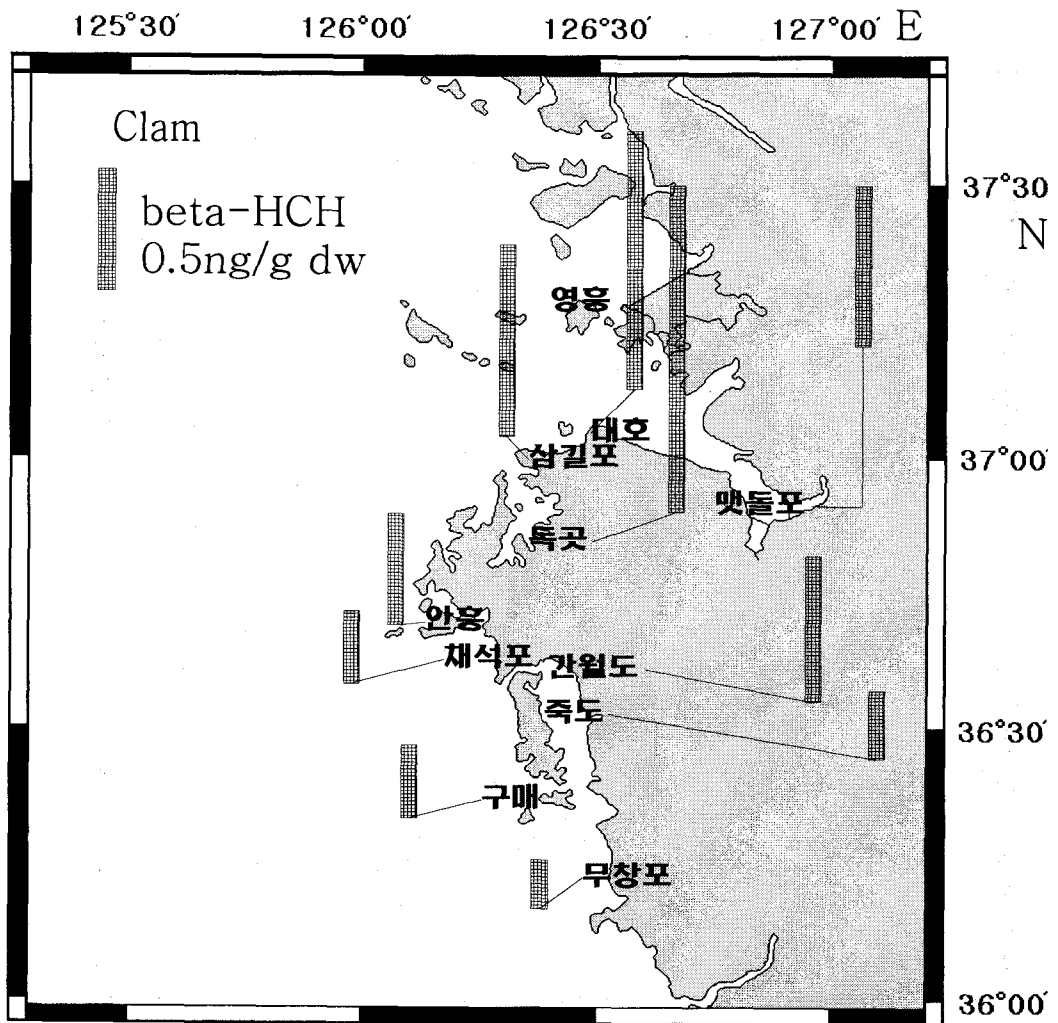 125°30′ 126°00′ 126°30′ 127°00′ E
Clam
37°30′
N
beta-HCH
0.5ng/g dw
영흥
대호
삼길포
37°00′
맷돌포
독곳
안흥
채석포
간월도
죽도
36°30′
구매
무창포
36°00′